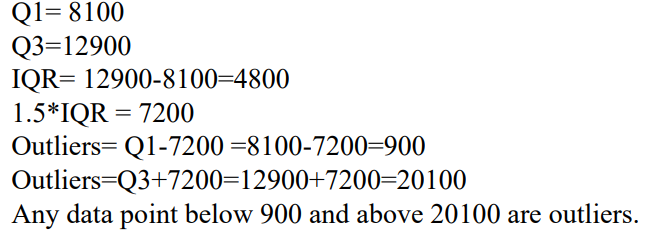 Q1= 8100
Q3=12900
IQR= 12900-8100=4800
1.5*IQR = 7200
Outliers= Q1-7200 =8100-7200=900
Outliers=Q3+7200=12900+7200=20100
Any data point below 900 and above 20100 are outliers.